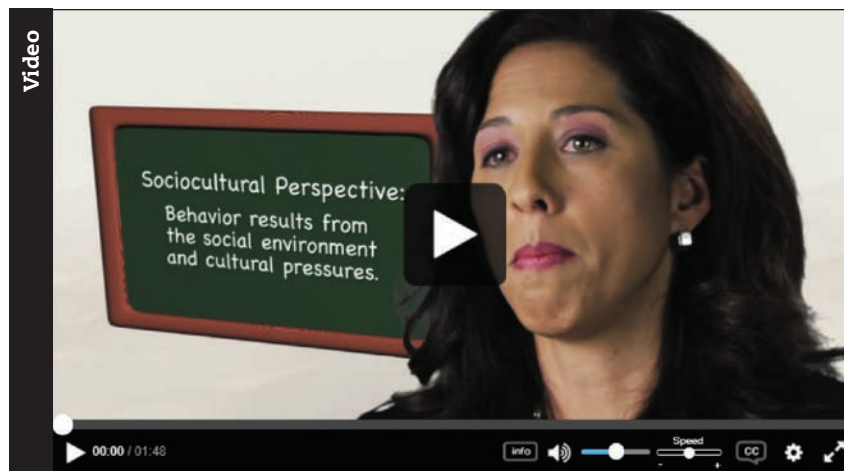 Video
Sociocultural Perspective:
Behavior results from
the social environment
and cultural pressures.
00:00 / 01:48
info
Speed
- +
CC